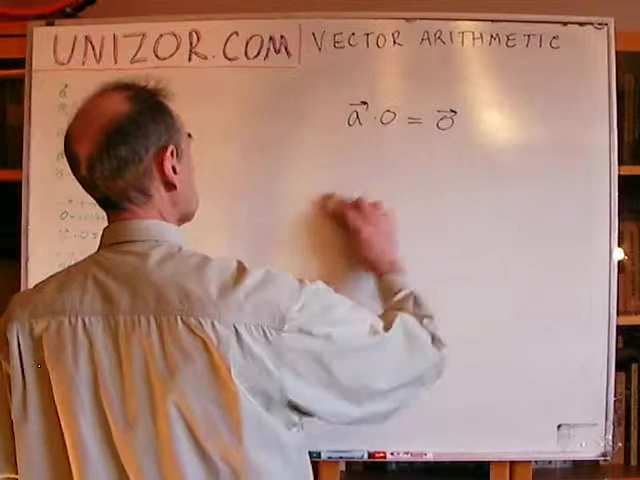 UNIZOR.COM | VECTOR ARITHMETIC
a⃗ · 0 = 0⃗